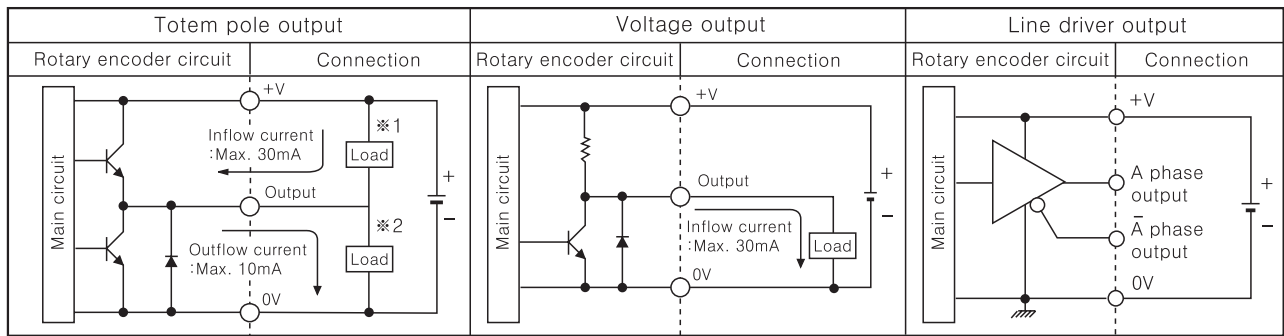 Totem pole output
Voltage output
Line driver output
Rotary encoder circuit
Connection
Rotary encoder circuit
Connection
Rotary encoder circuit
Connection
Main circuit
+V
※1
Inflow current
:Max. 30mA
Load
Output
※2
Outflow current
:Max. 10mA
Load
0V
+
−
Main circuit
+V
Output
Inflow current
:Max. 30mA
Load
0V
+
−
Main circuit
+V
A phase
output
Ā phase
output
0V
+
−